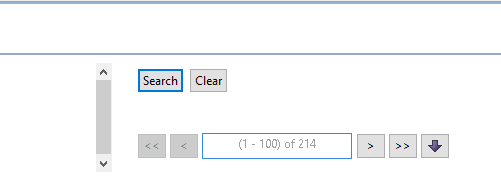 Search Clear
<< < (1 - 100) of 214 > >>